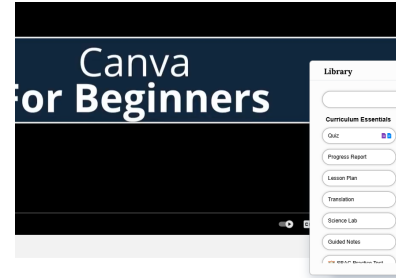 Canva
For Beginners
Library
Curriculum Essentials
Quiz
Progress Report
Lesson Plan
Translation
Science Lab
Guided Notes